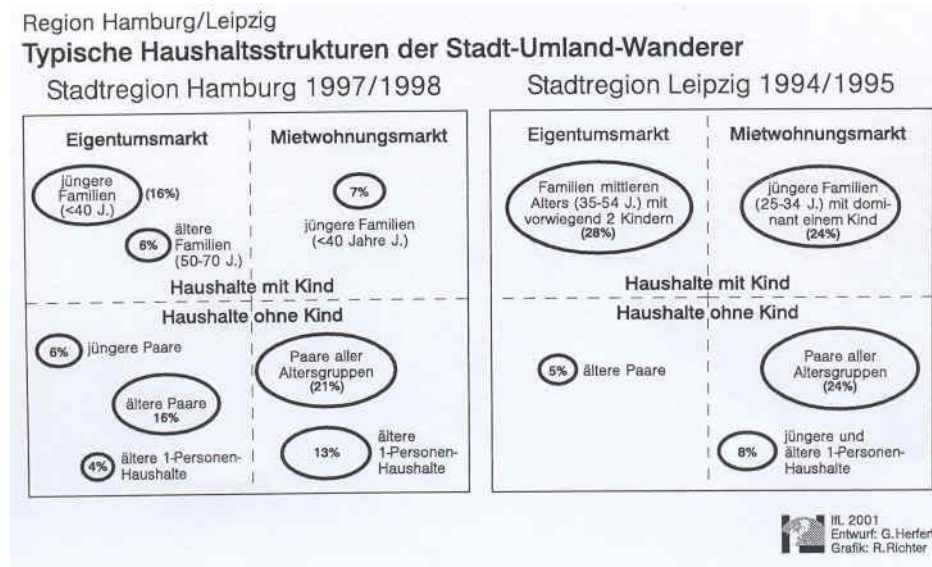 Region Hamburg/Leipzig
Typische Haushaltsstrukturen der Stadt-Umland-Wanderer
Stadtregion Hamburg 1997/1998
Eigentumsmarkt
Mietwohnungsmarkt
jüngere
Familien
(<40 J.)
(16%)
7%
jüngere Familien
(<40 Jahre J.)
6%
ältere
Familien
(50-70 J.)
Haushalte mit Kind
Haushalte ohne Kind
6%
jüngere Paare
Paare aller
Altersgruppen
(21%)
ältere Paare
16%
4%
ältere 1-Personen-
Haushalte
13%
ältere
1-Personen-
Haushalte
Stadtregion Leipzig 1994/1995
Eigentumsmarkt
Mietwohnungsmarkt
Familien mittleren
Alters (35-54 J.) mit
vorwiegend 2 Kindern
(28%)
jüngere Familien
(25-34 J.) mit domi-
nant einem Kind
(24%)
Haushalte mit Kind
Haushalte ohne Kind
5%
ältere Paare
Paare aller
Altersgruppen
(24%)
8%
jüngere und
ältere 1-Personen-
Haushalte
IfL 2001
Entwurf: G.Herfert
Grafik: R.Richter